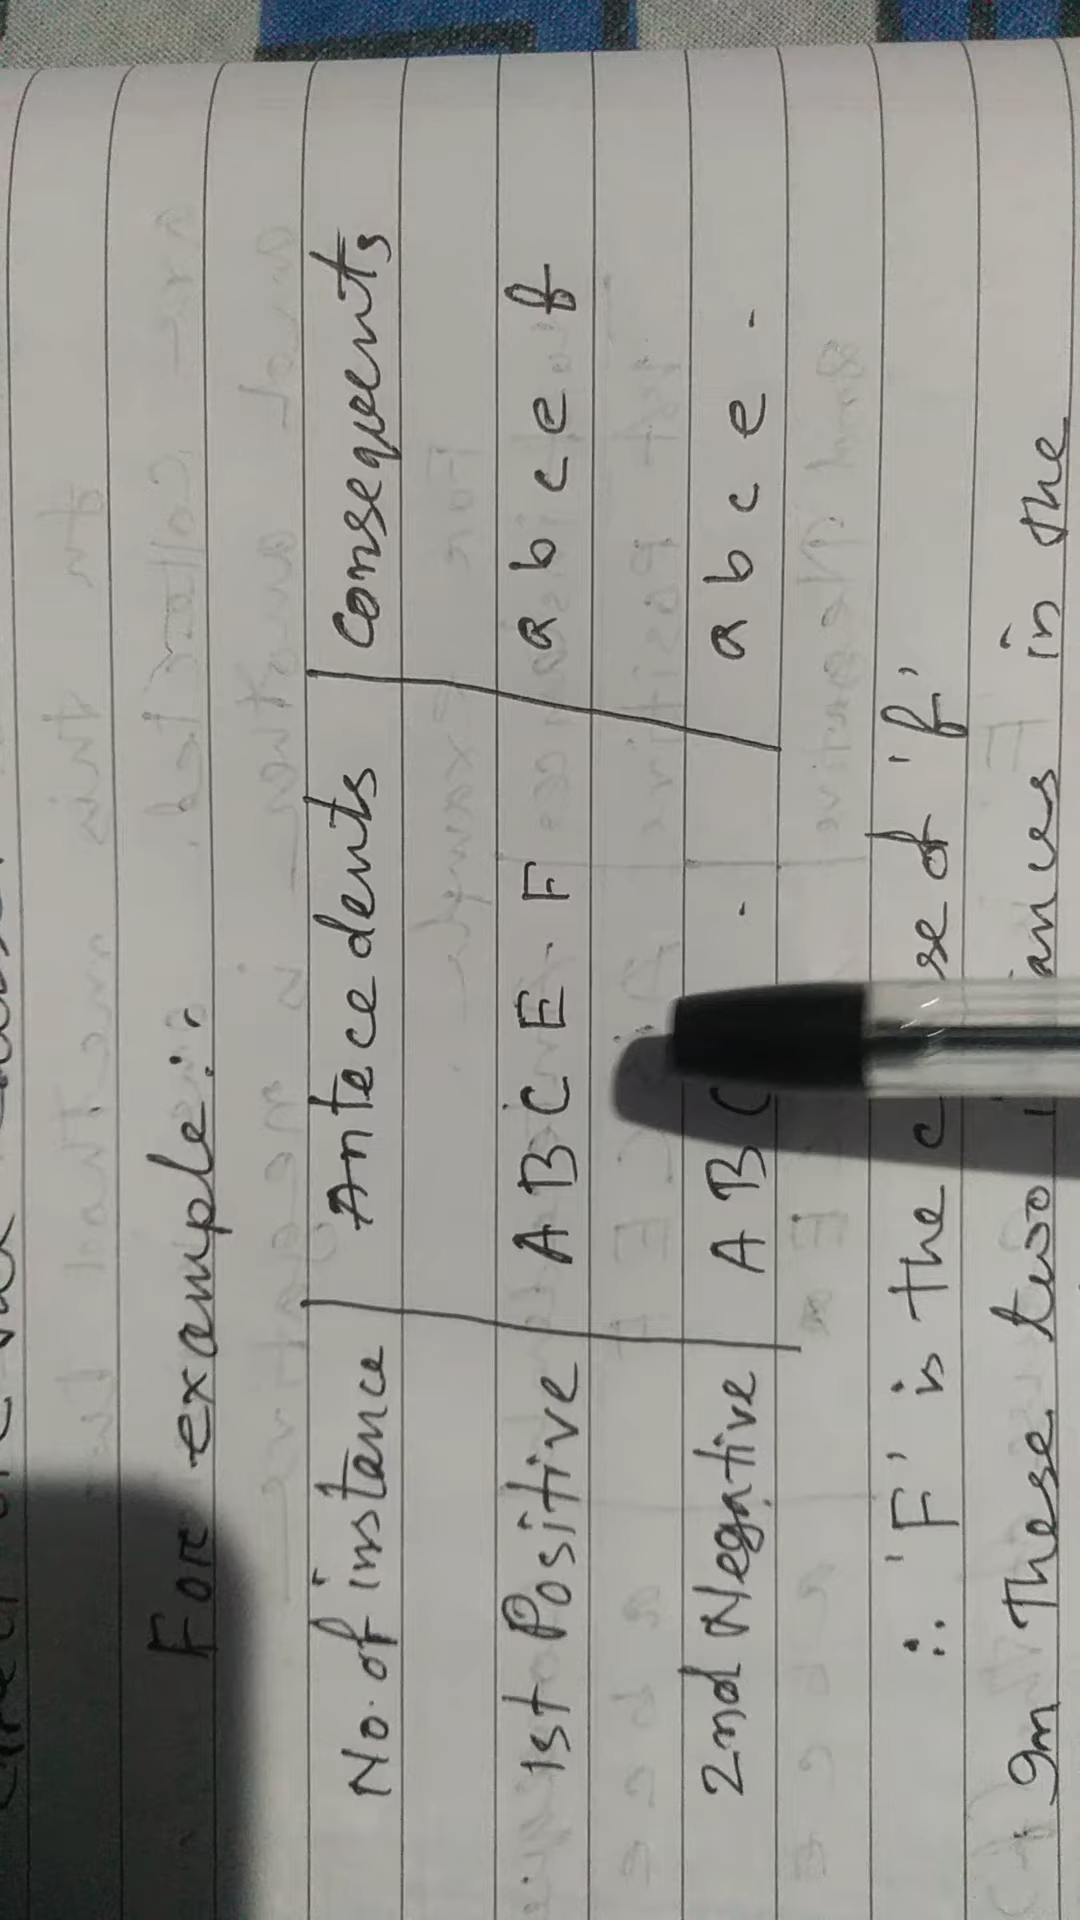 For example:-
No. of instance | Antecedents | Consequents
1st Positive A B C E - F a b c e f
2nd Negative A B C - a b c e -
∴ 'F' is the c se of 'f'
In These two ances in the